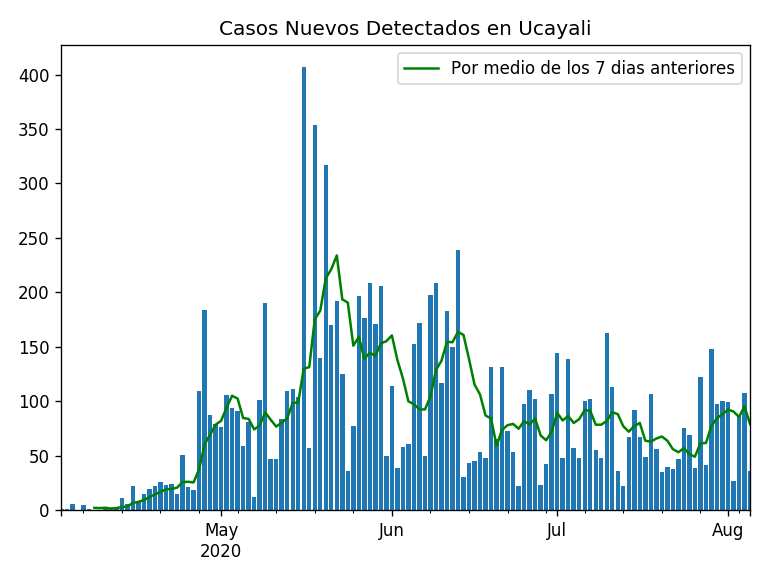 Casos Nuevos Detectados en Ucayali
Por medio de los 7 dias anteriores
400
350
300
250
200
150
100
50
0
May
Jun
Jul
Aug
2020